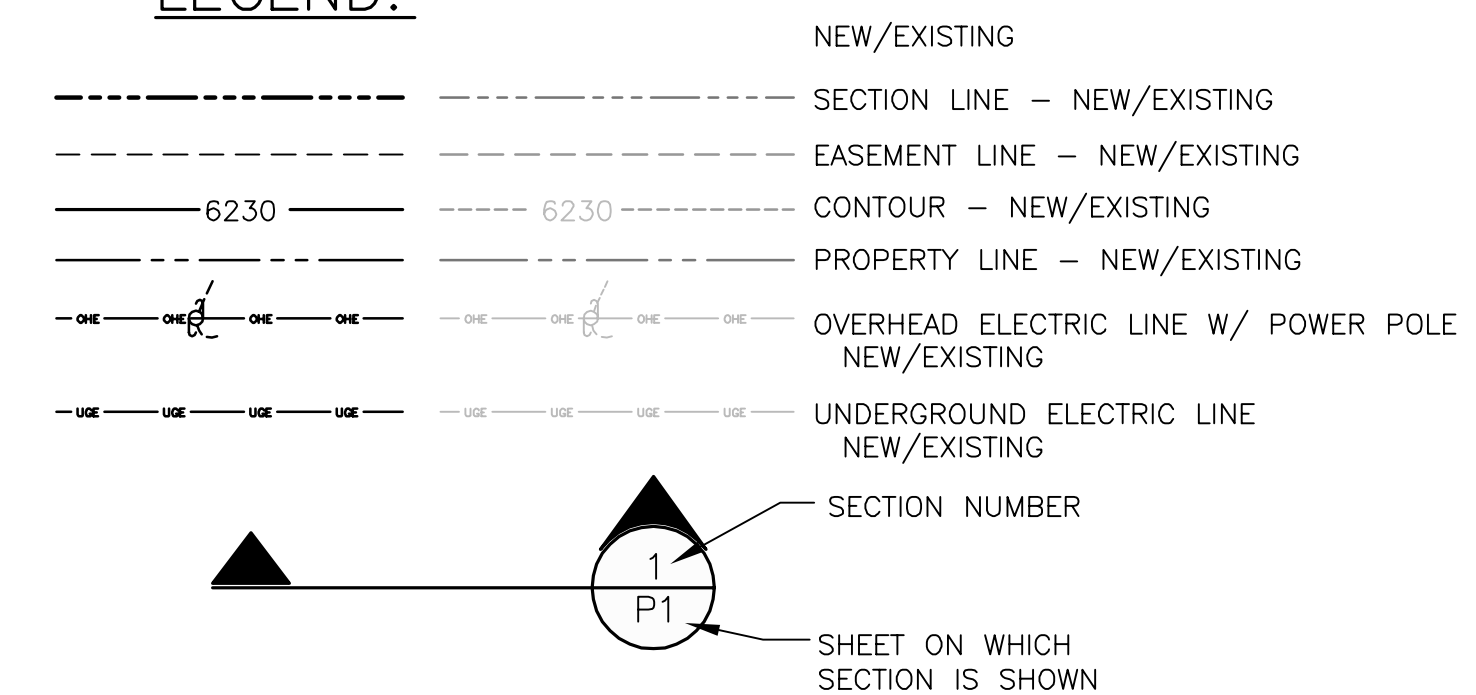 LEGEND:
NEW/EXISTING
SECTION LINE – NEW/EXISTING
EASEMENT LINE – NEW/EXISTING
6230 6230 CONTOUR – NEW/EXISTING
PROPERTY LINE – NEW/EXISTING
OHE OHE OHE OHE OHE OHE OHE OHE OVERHEAD ELECTRIC LINE W/ POWER POLE
NEW/EXISTING
UGE UGE UGE UGE UGE UGE UGE UGE UNDERGROUND ELECTRIC LINE
NEW/EXISTING
SECTION NUMBER
1
P1
SHEET ON WHICH
SECTION IS SHOWN